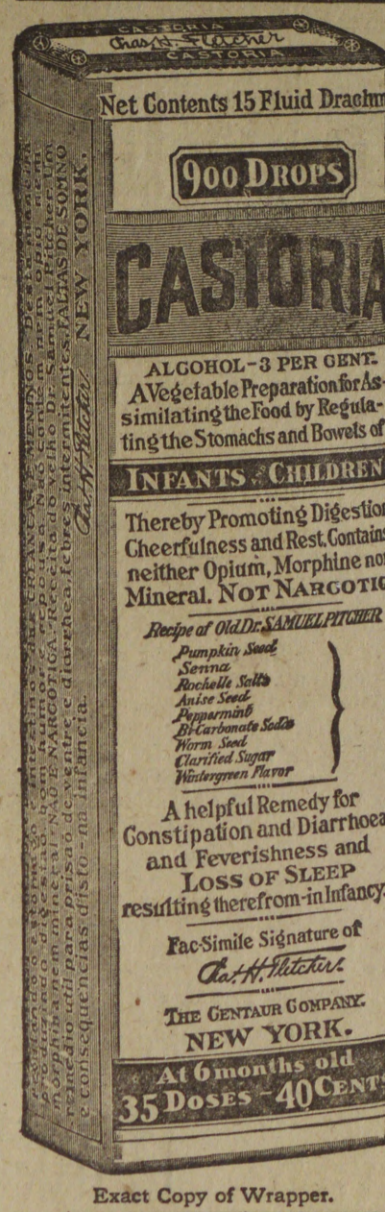 CASTORIA
Chas. H. Fletcher
CASTORIA
Net Contents 15 Fluid Drachm
900 DROPS
CASTORIA
ALCOHOL-3 PER CENT.
A Vegetable Preparation for As-
similating the Food by Regula-
ting the Stomachs and Bowels of
INFANTS CHILDREN
Thereby Promoting Digestion
Cheerfulness and Rest. Contains
neither Opium, Morphine nor
Mineral. NOT NARCOTIC
Recipe of Old Dr. SAMUEL PITCHER
Pumpkin Seed
Senna
Rochelle Salts
Anise Seed
Peppermint
Bi-Carbonate Soda
Worm Seed
Clarified Sugar
Wintergreen Flavor
A helpful Remedy for
Constipation and Diarrhoea
and Feverishness and
LOSS OF SLEEP
resulting therefrom-in Infancy.
Fac-Simile Signature of
Chas. H. Fletcher.
THE CENTAUR COMPANY.
NEW YORK.
At 6 months old
35 DOSES - 40 CENTS
morphina nem mineral. NÃO É NARCOTICA. Receita do velho Dr. Samuel Pitcher. Um
remedio util para prisão de ventre e diarrhea, febres intermitentes, FALTAS DE SOMNO
e consequencias disto - na infancia. Chas. H. Fletcher NEW YORK.
Exact Copy of Wrapper.